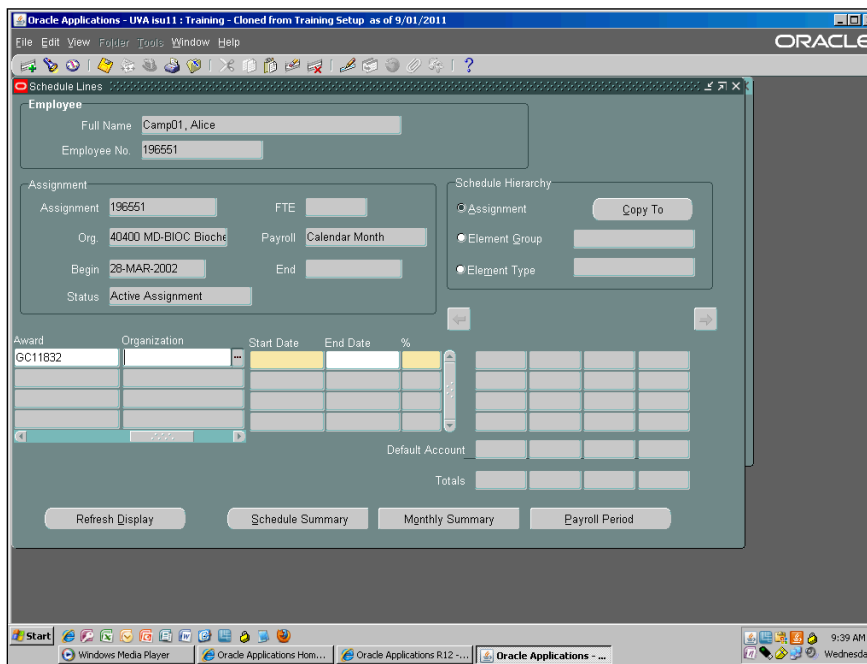 Oracle Applications - UVA isu11 : Training - Cloned from Training Setup as of 9/01/2011
File Edit View Folder Tools Window Help
ORACLE
Schedule Lines
Employee
Full Name Camp01, Alice
Employee No. 196551
Assignment
Assignment 196551 FTE
Org. 40400 MD-BIOC Bioche Payroll Calendar Month
Begin 28-MAR-2002 End
Status Active Assignment
Schedule Hierarchy
Assignment Copy To
Element Group
Element Type
Award Organization Start Date End Date %
GC11832
Default Account
Totals
Refresh Display Schedule Summary Monthly Summary Payroll Period
Start 9:39 AM
Windows Media Player Oracle Applications Hom... Oracle Applications R12 -... Oracle Applications - ... Wednesda